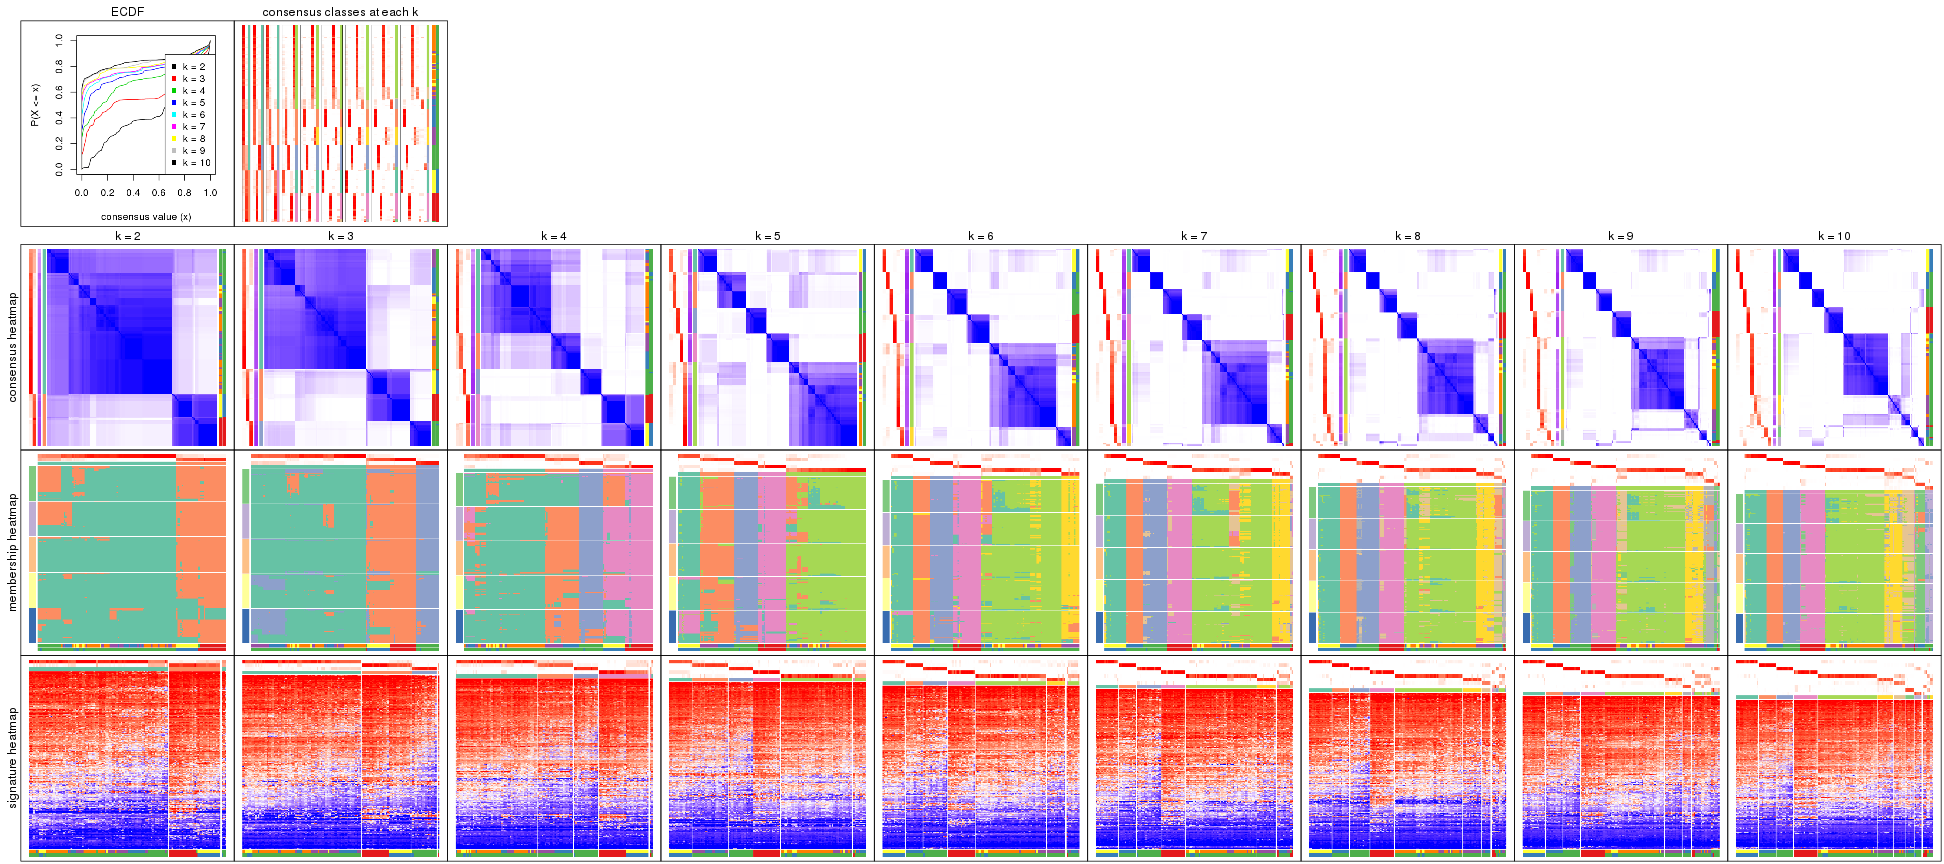 ECDF
consensus classes at each k
P(X <= x)
1.0
0.8
0.6
0.4
0.2
0.0
k = 2
k = 3
k = 4
k = 5
k = 6
k = 7
k = 8
k = 9
k = 10
0.0 0.2 0.4 0.6 0.8 1.0
consensus value (x)
k = 2 k = 3 k = 4 k = 5 k = 6 k = 7 k = 8 k = 9 k = 10
consensus heatmap
membership heatmap
signature heatmap